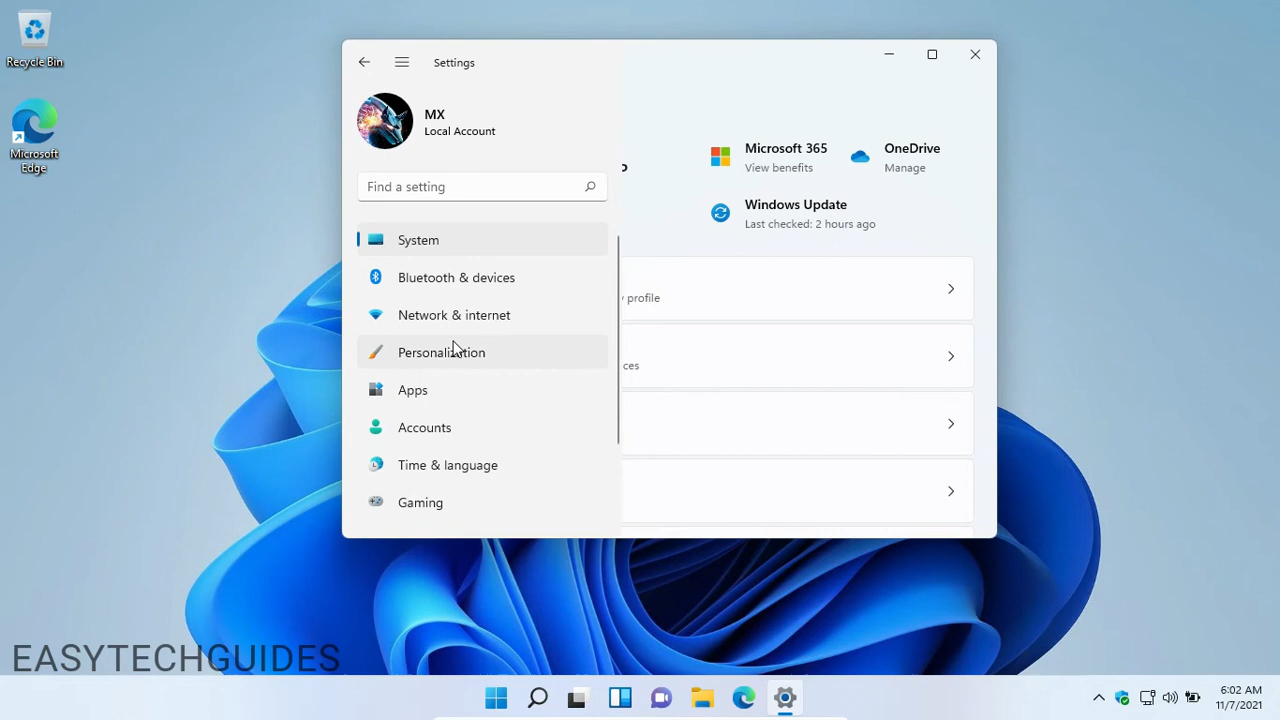 Recycle Bin
Microsoft
Edge
Settings
MX
Local Account
Find a setting
System
Bluetooth & devices
Network & internet
Personalization
Apps
Accounts
Time & language
Gaming
Microsoft 365
View benefits
OneDrive
Manage
Windows Update
Last checked: 2 hours ago
profile
ces
EASYTECHGUIDES
6:02 AM
11/7/2021